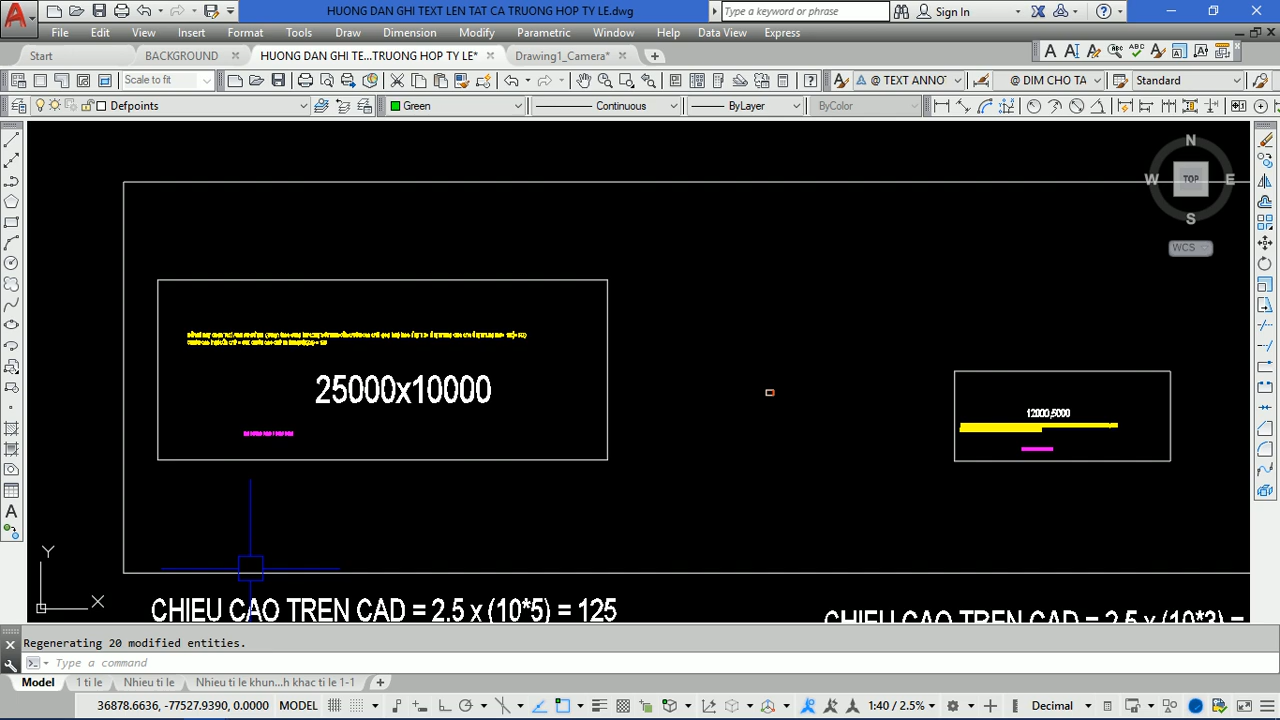 HUONG DAN GHI TEXT LEN TAT CA TRUONG HOP TY LE.dwg
Type a keyword or phrase
Sign In
File Edit View Insert Format Tools Draw Dimension Modify Parametric Window Help Data View Express
Start
BACKGROUND
HUONG DAN GHI TE...TRUONG HOP TY LE*
Drawing1_Camera*
Scale to fit
@ TEXT ANNOT
@ DIM CHO TA
Standard
Defpoints
Green
Continuous
ByLayer
ByColor
N
W
TOP
E
S
WCS
25000x10000
12000,5000
Y
X
CHIEU CAO TREN CAD = 2.5 x (10*5) = 125
CHIEU CAO TREN CAD = 2.5 x (10*3) =
Regenerating 20 modified entities.
Type a command
Model
1 ti le
Nhieu ti le
Nhieu ti le khun...h khac ti le 1-1
36878.6636, -77527.9390, 0.0000
MODEL
1:40 / 2.5%
Decimal